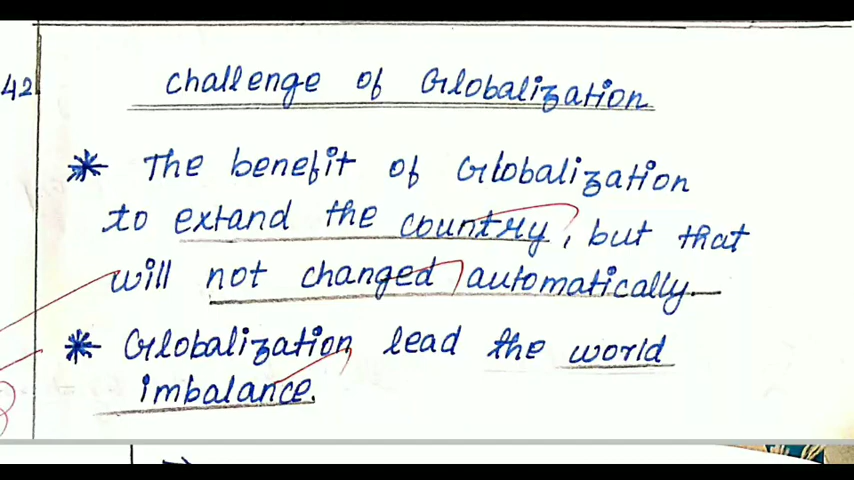 42
Challenge of Globalization
* The benefit of Globalization
to extand the country, but that
will not changed automatically.
* Globalization lead the world
imbalance.